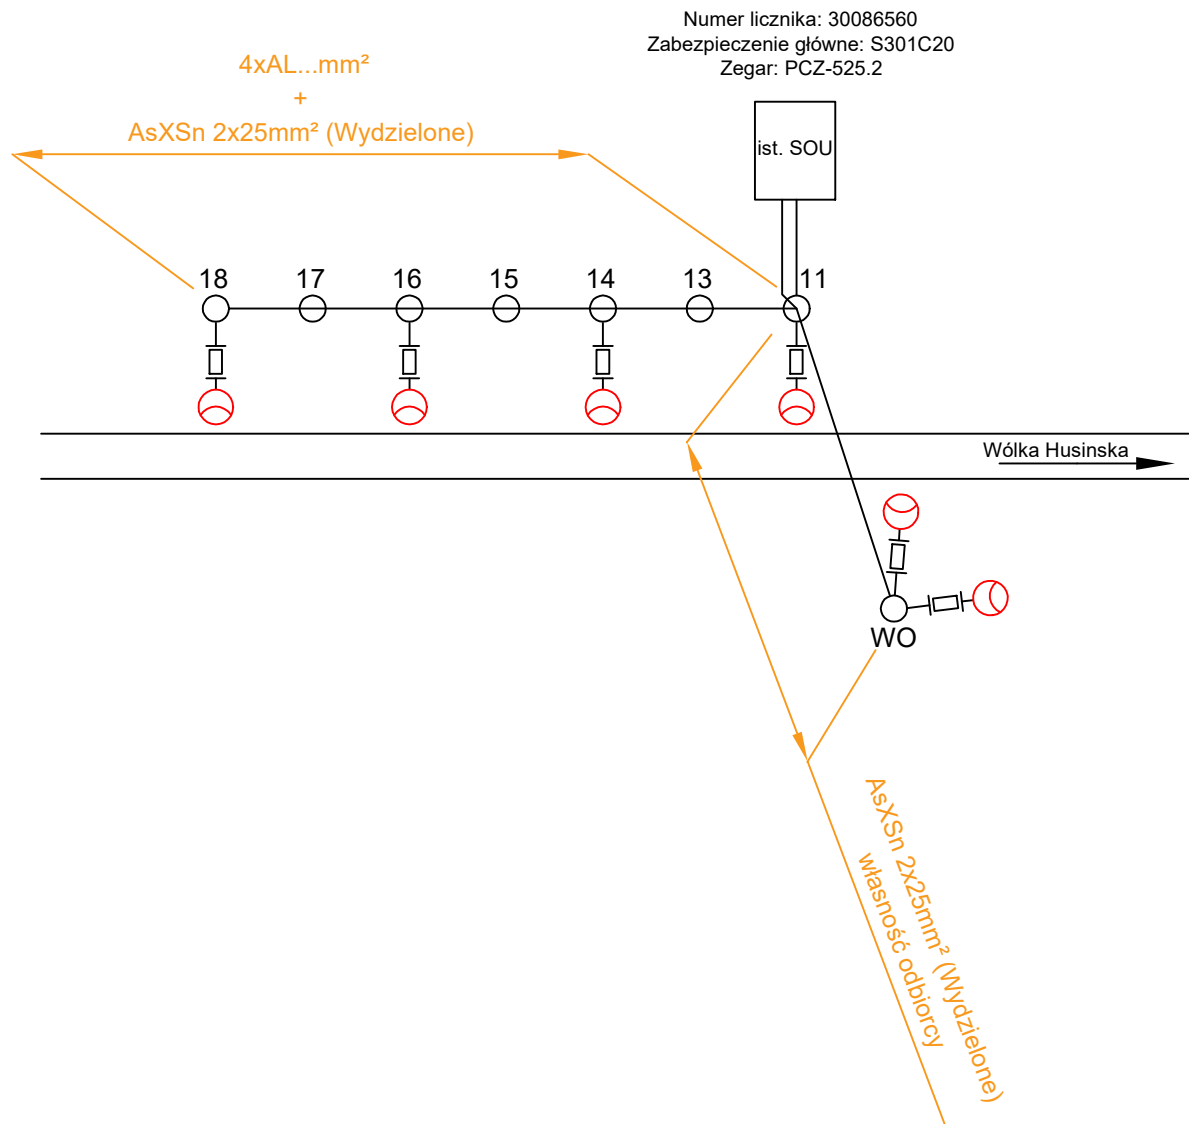 Numer licznika: 30086560
Zabezpieczenie główne: S301C20
Zegar: PCZ-525.2
4xAL...mm²
+
AsXSn 2x25mm² (Wydzielone)
ist. SOU
18 17 16 15 14 13 11
Wólka Husinska
WO
AsXSn 2x25mm² (Wydzielone)
własność odbiorcy